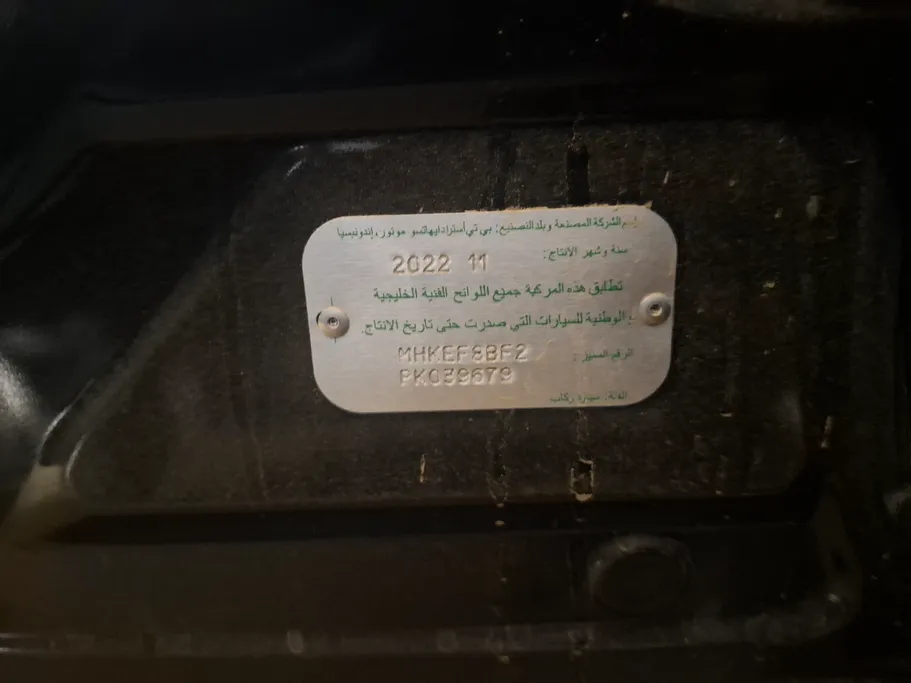 إسم الشركة المصنعة وبلد التصنيع: بي تي أسترا دايهاتسو موتور، إندونيسيا
سنة وشهر الانتاج: 2022 11
تطابق هذه المركبة جميع اللوائح الفنية الخليجية
الوطنية للسيارات التي صدرت حتى تاريخ الانتاج.
الرقم المميز: MHKEF8BF2
PK039679
الفئة: سيارة ركاب